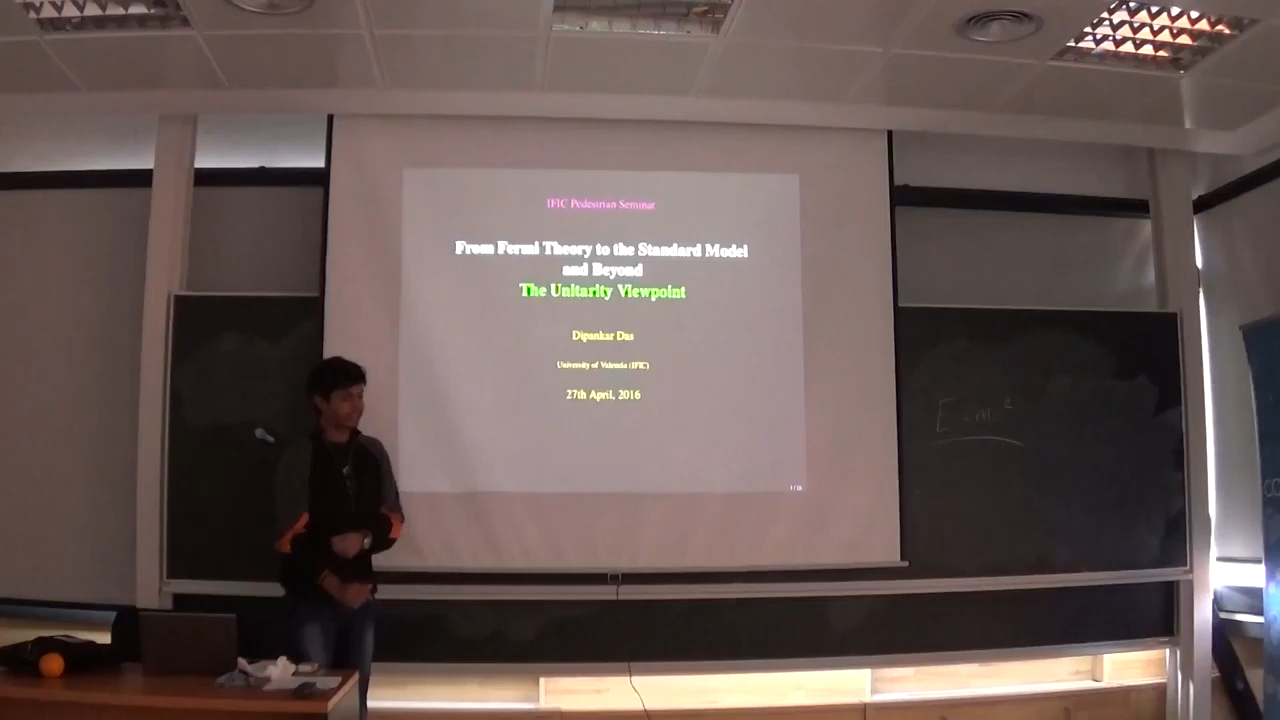 IFIC Pedestrian Seminar
From Fermi Theory to the Standard Model
and Beyond
The Unitarity Viewpoint
Dipankar Das
University of Valencia (IFIC)
27th April, 2016